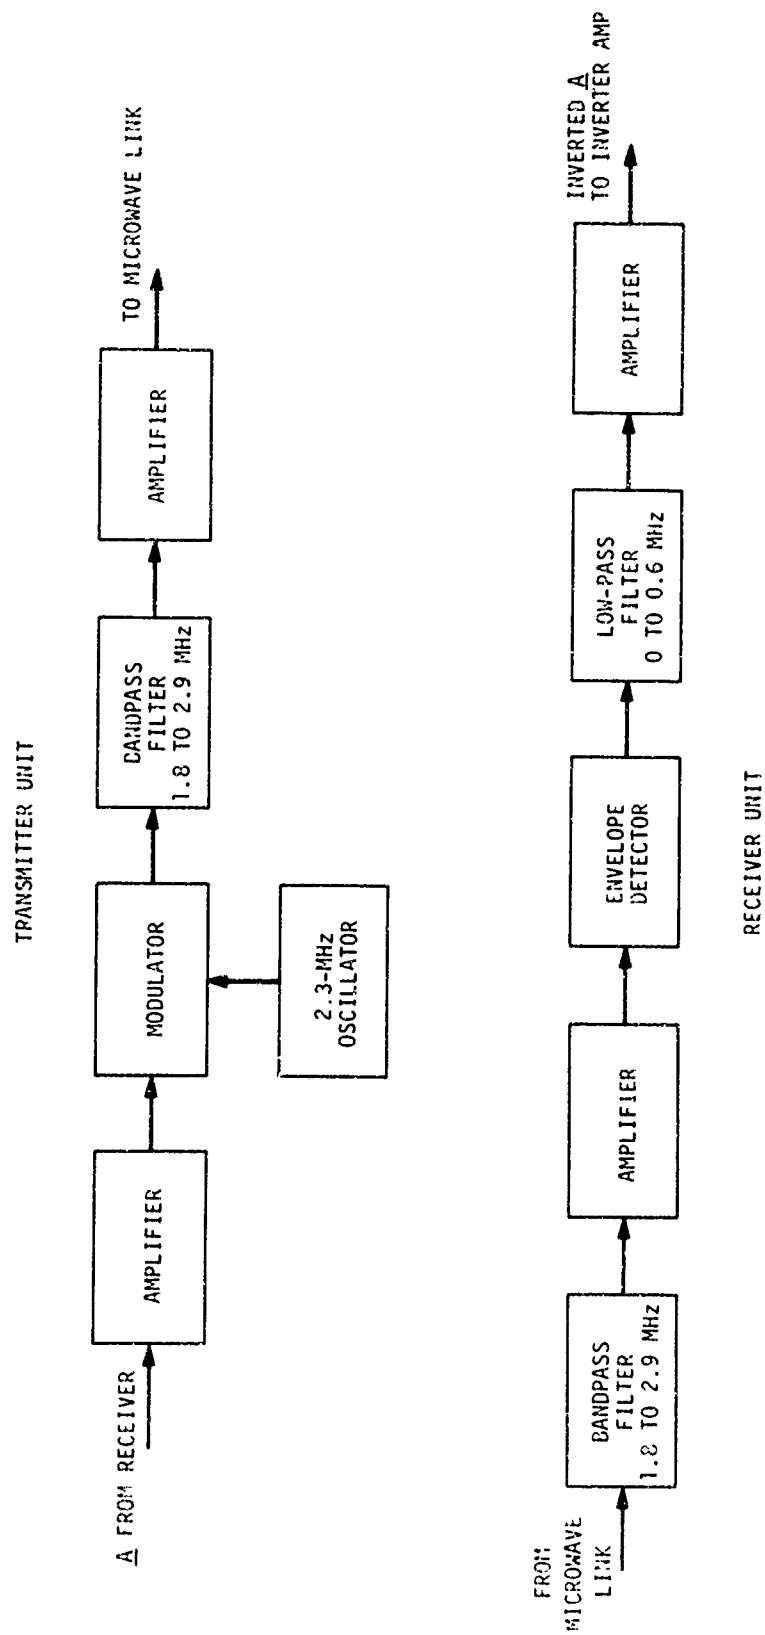 TRANSMITTER UNIT
A FROM RECEIVER
AMPLIFIER
MODULATOR
2.3-MHz
OSCILLATOR
BANDPASS
FILTER
1.8 TO 2.9 MHz
AMPLIFIER
TO MICROWAVE LINK
FROM
MICROWAVE
LINK
BANDPASS
FILTER
1.8 TO 2.9 MHz
AMPLIFIER
ENVELOPE
DETECTOR
LOW-PASS
FILTER
0 TO 0.6 MHz
AMPLIFIER
INVERTED A
TO INVERTER AMP
RECEIVER UNIT